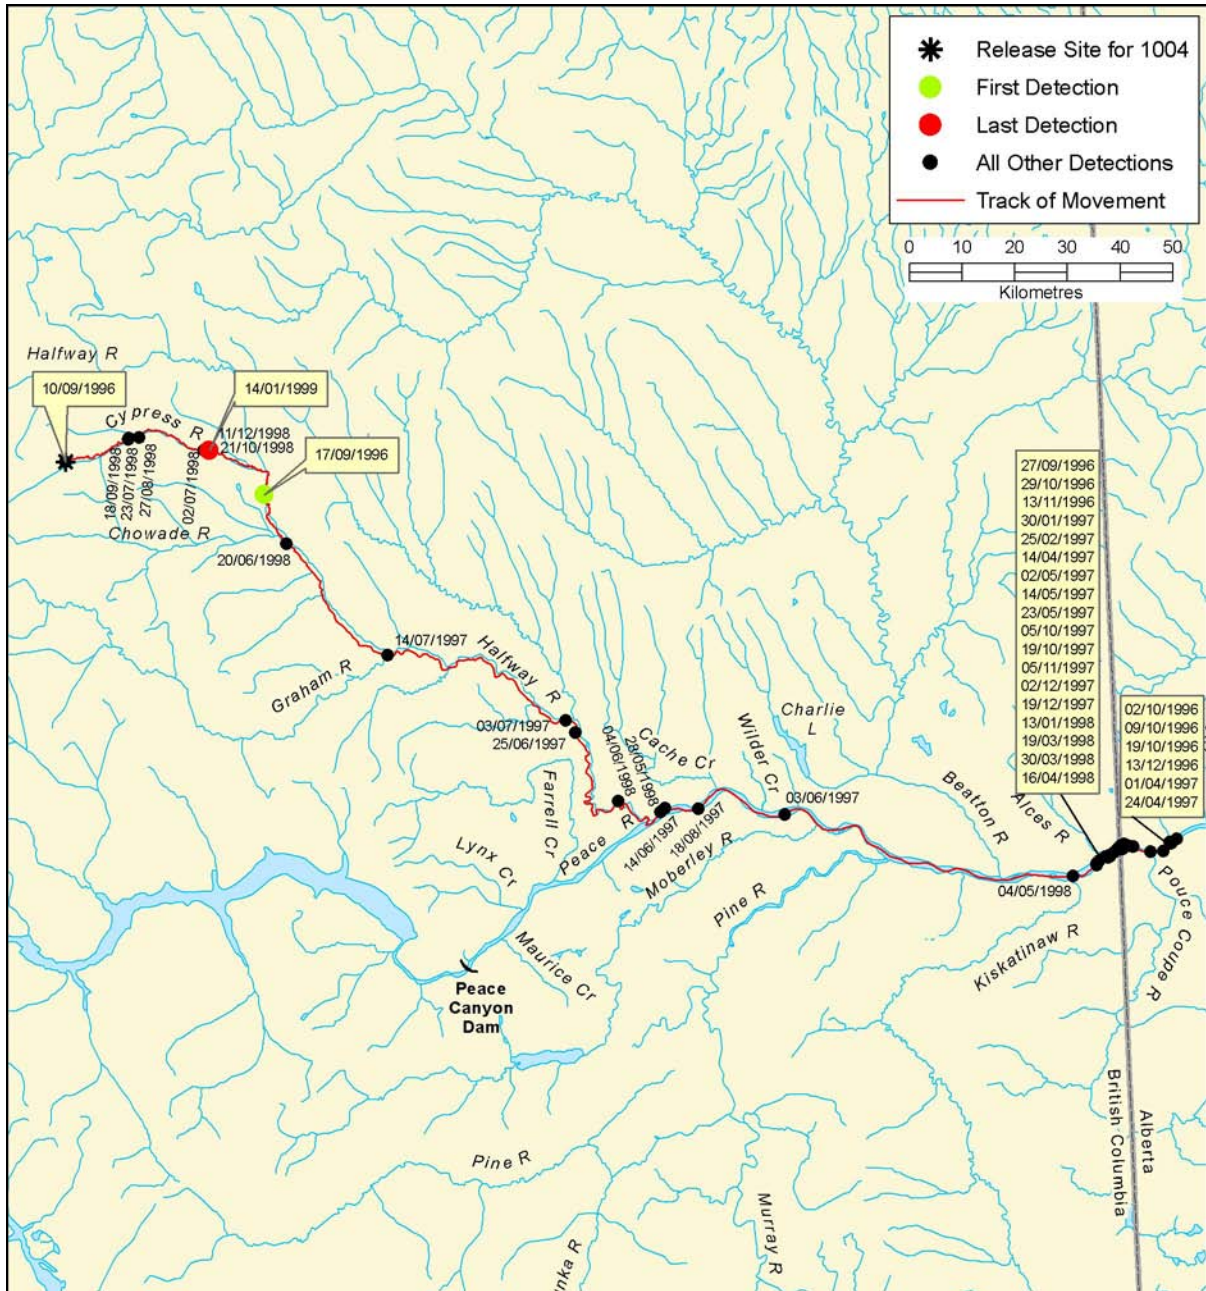 Release Site for 1004
First Detection
Last Detection
All Other Detections
Track of Movement
0 10 20 30 40 50
Kilometres
Halfway R
10/09/1996
14/01/1999
Cypress R
11/12/1998
21/10/1998
17/09/1996
18/09/1998
23/07/1998
27/08/1998
02/07/1998
Chowade R
20/06/1998
14/07/1997
Graham R
Halfway R
03/07/1997
25/06/1997
04/06/1998
28/05/1998
Cache Cr
Wilder Cr
Charlie
L
03/06/1997
14/06/1997
18/08/1997
Farrell Cr
Peace R
Lynx Cr
Moberley R
Pine R
Maurice Cr
Peace
Canyon
Dam
Beatton R
Alces R
04/05/1998
Kiskatinaw R
Pouce Coupe R
27/09/1996
29/10/1996
13/11/1996
30/01/1997
25/02/1997
14/04/1997
02/05/1997
14/05/1997
23/05/1997
05/10/1997
19/10/1997
05/11/1997
02/12/1997
19/12/1997
13/01/1998
19/03/1998
30/03/1998
16/04/1998
02/10/1996
09/10/1996
19/10/1996
13/12/1996
01/04/1997
24/04/1997
British Columbia
Alberta
Pine R
Murray R
unka R